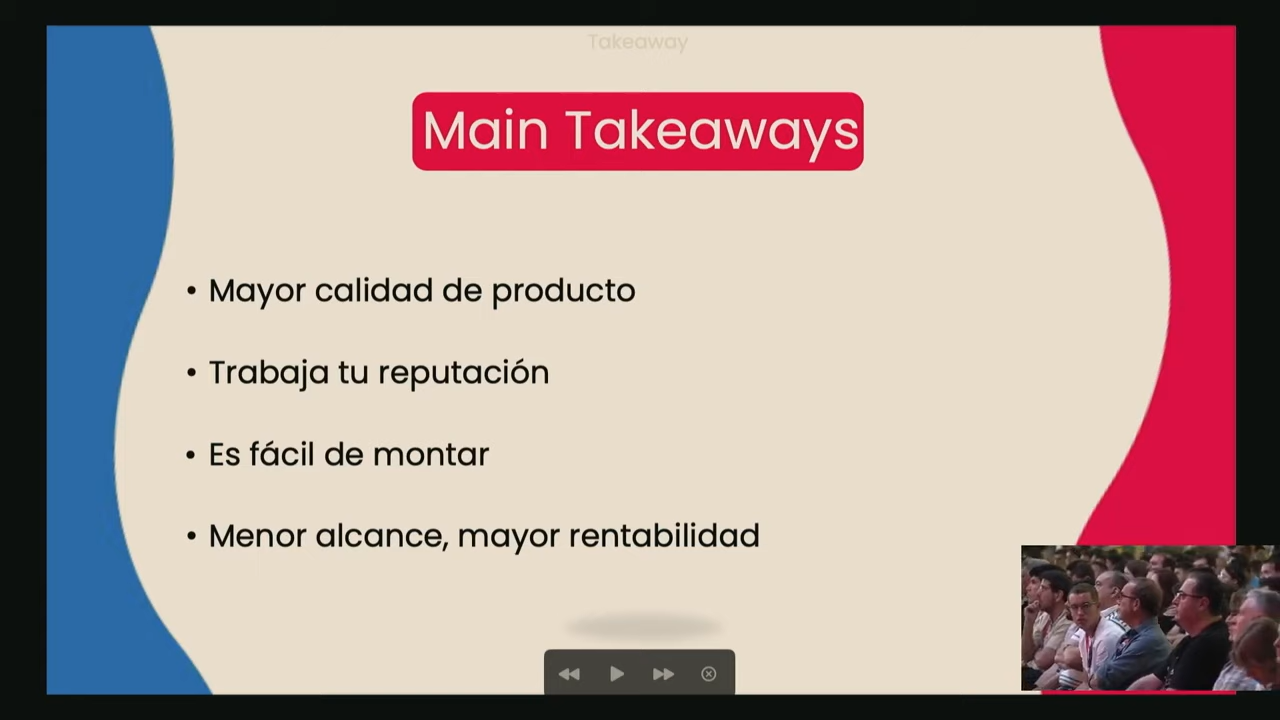 Takeaway
Main Takeaways
• Mayor calidad de producto
• Trabaja tu reputación
• Es fácil de montar
• Menor alcance, mayor rentabilidad